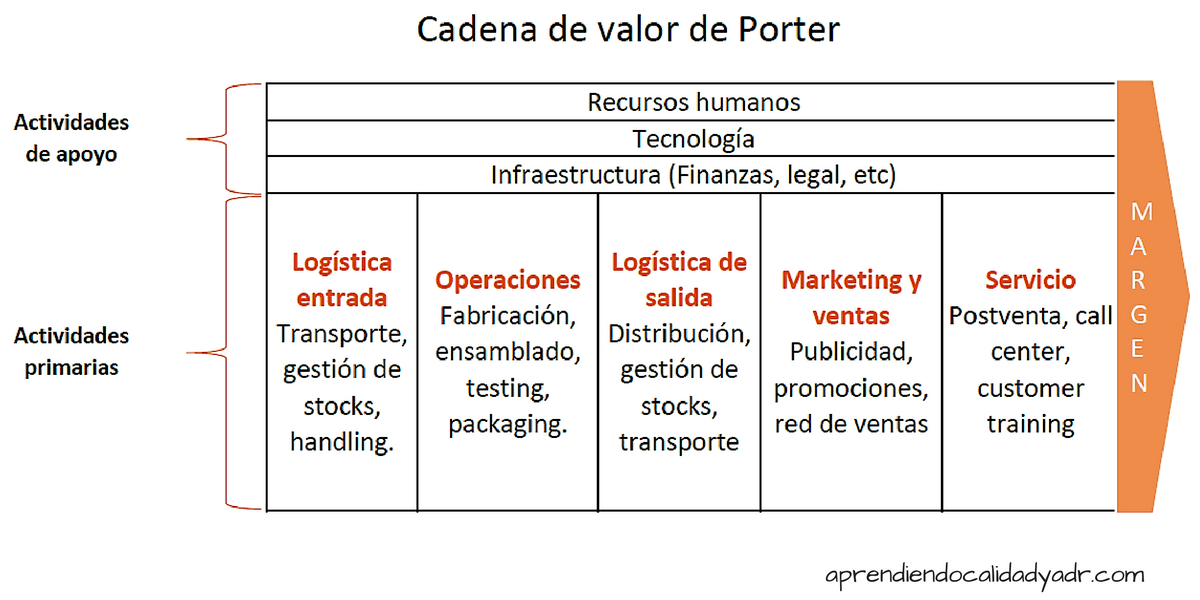 Cadena de valor de Porter
Actividades
de apoyo
Recursos humanos
Tecnología
Infraestructura (Finanzas, legal, etc)
Actividades
primarias
Logística
entrada
Transporte,
gestión de
stocks,
handling.
Operaciones
Fabricación,
ensamblado,
testing,
packaging.
Logística de
salida
Distribución,
gestión de
stocks,
transporte
Marketing y
ventas
Publicidad,
promociones,
red de ventas
Servicio
Postventa, call
center,
customer
training
M
A
R
G
E
N
aprendiendocalidadyadr.com